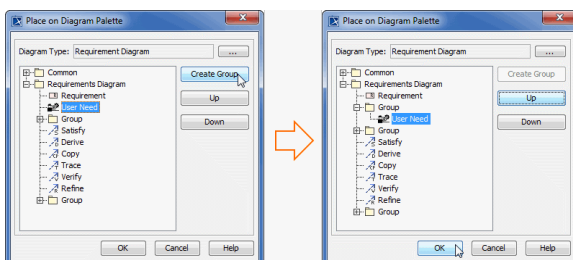 Place on Diagram Palette
Diagram Type: Requirement Diagram ...
Common
Requirements Diagram
Requirement
User Need
Group
Satisfy
Derive
Copy
Trace
Verify
Refine
Group
Create Group
Up
Down
OK Cancel Help
Place on Diagram Palette
Diagram Type: Requirement Diagram ...
Common
Requirements Diagram
Requirement
Group
User Need
Group
Satisfy
Derive
Copy
Trace
Verify
Refine
Group
Create Group
Up
Down
OK Cancel Help